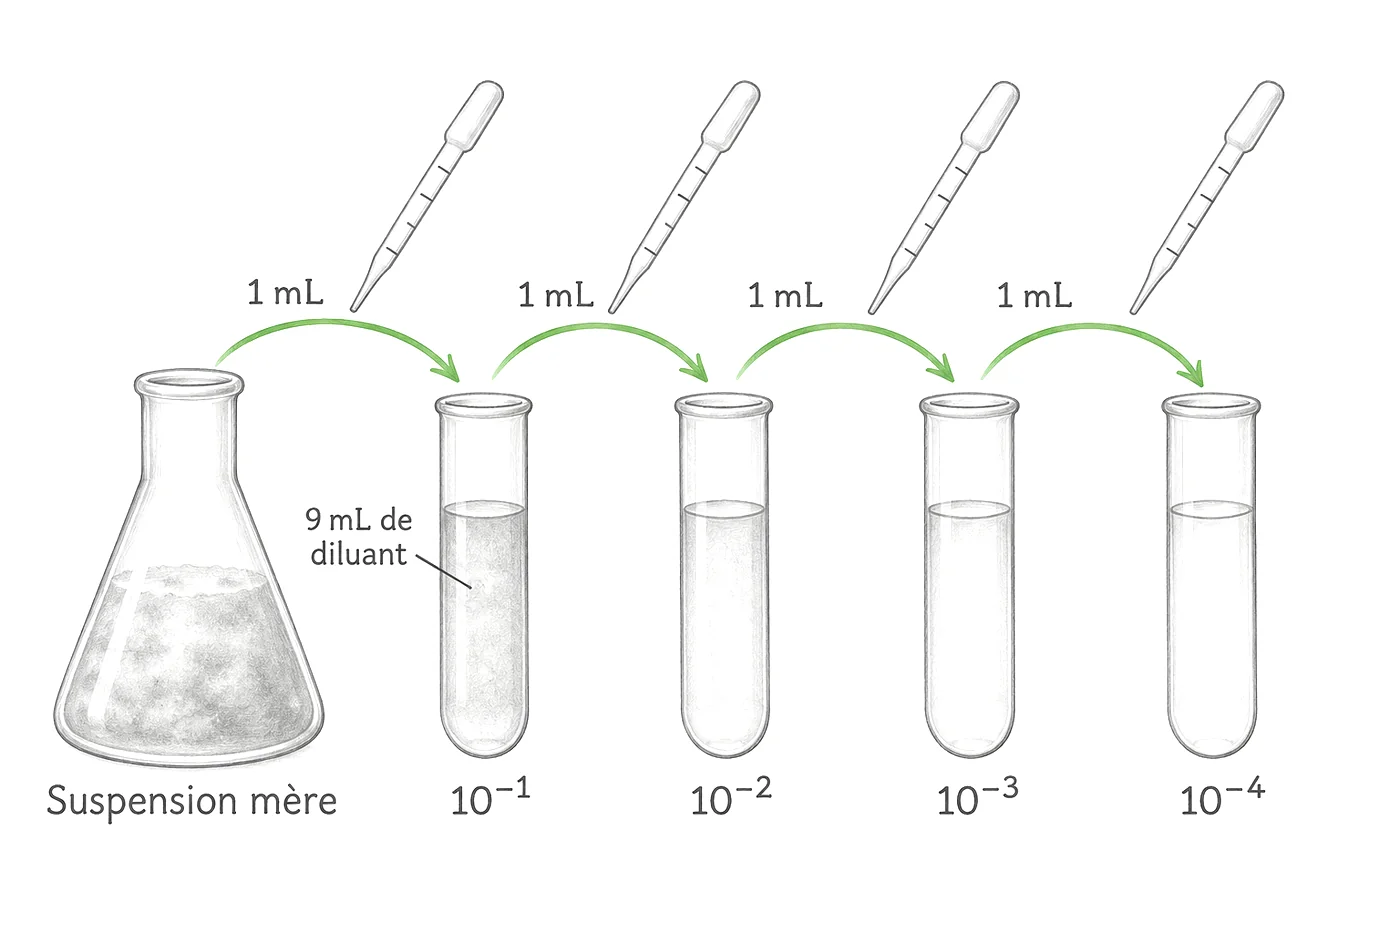 1 mL
1 mL
1 mL
1 mL
9 mL de
diluant
Suspension mère
10⁻¹
10⁻²
10⁻³
10⁻⁴